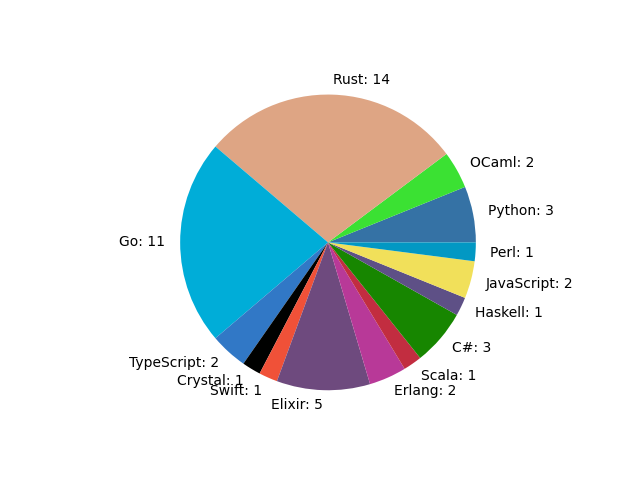 Rust: 14
OCaml: 2
Python: 3
Go: 11
Perl: 1
JavaScript: 2
Haskell: 1
C#: 3
TypeScript: 2
Scala: 1
Crystal: 1
Swift: 1
Erlang: 2
Elixir: 5